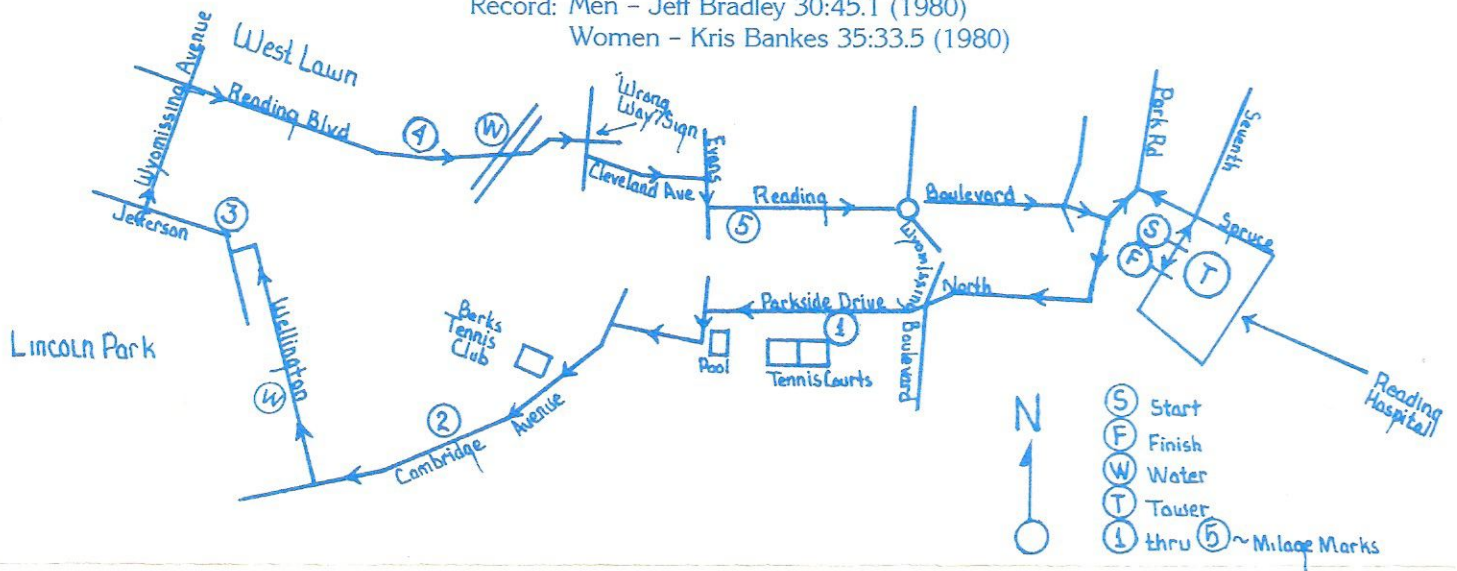 Record: Men – Jeff Bradley 30:45.1 (1980)
Women – Kris Bankes 35:33.5 (1980)
West Lawn
Wyomissing Avenue
Reading Blvd
4
W
Wrong
Way? Sign
Evans
Cleveland Ave
Reading
5
Boulevard
Park Rd
Seventh
Spruce
S
F
T
Jefferson
3
Wellington
W
Lincoln Park
Berks
Tennis
Club
2
Cambridge
Avenue
Pool
Parkside Drive
1
Tennis Courts
Wyomissing
Boulevard
North
Reading
Hospital
N
S Start
F Finish
W Water
T Tower
1 thru 5 ~ Milage Marks